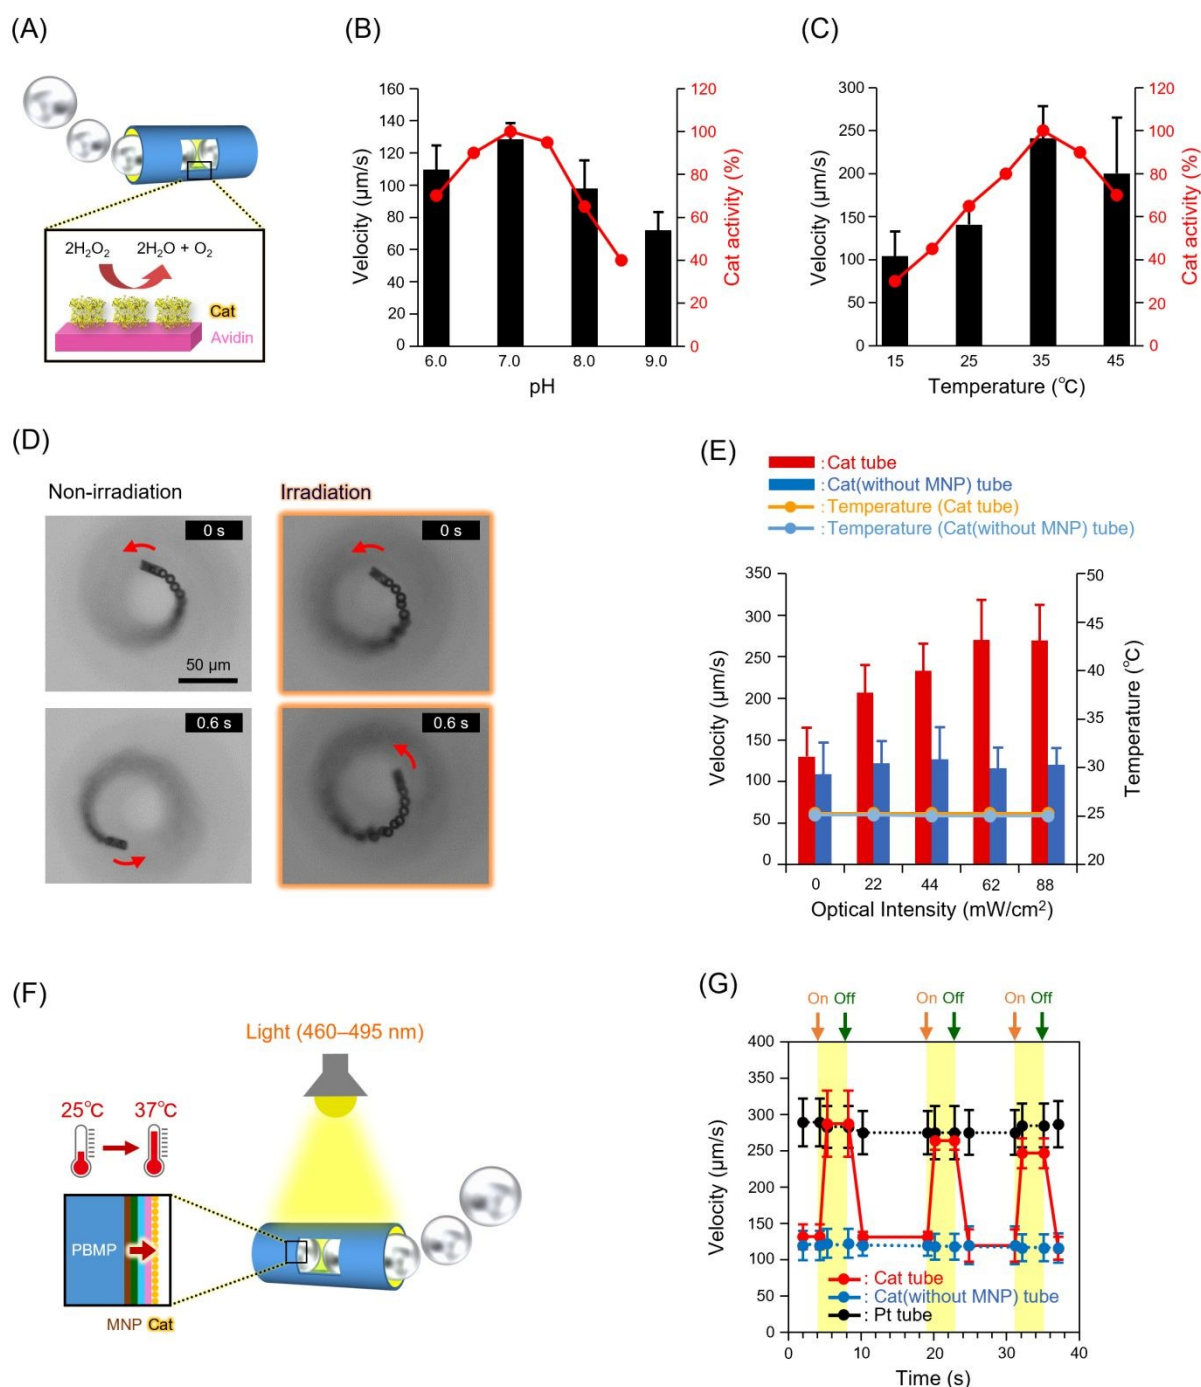 (A)
2H₂O₂ 2H₂O + O₂
Cat
Avidin
(B)
Velocity (μm/s)
160
140
120
100
80
60
40
20
0
6.0 7.0 8.0 9.0
pH
120
100
80
60
40
20
0
Cat activity (%)
(C)
Velocity (μm/s)
300
250
200
150
100
50
0
15 25 35 45
Temperature (℃)
120
100
80
60
40
20
0
Cat activity (%)
(D)
Non-irradiation Irradiation
0 s 0 s
50 μm
0.6 s 0.6 s
(E)
: Cat tube
: Cat(without MNP) tube
: Temperature (Cat tube)
: Temperature (Cat(without MNP) tube)
Velocity (μm/s)
350
300
250
200
150
100
50
0
0 22 44 62 88
Optical Intensity (mW/cm²)
50
45
40
35
30
25
20
Temperature (℃)
(F)
Light (460–495 nm)
25℃ 37℃
PBMP
MNP Cat
(G)
On Off On Off On Off
Velocity (μm/s)
400
350
300
250
200
150
100
50
0
: Cat tube
: Cat(without MNP) tube
: Pt tube
0 10 20 30 40
Time (s)